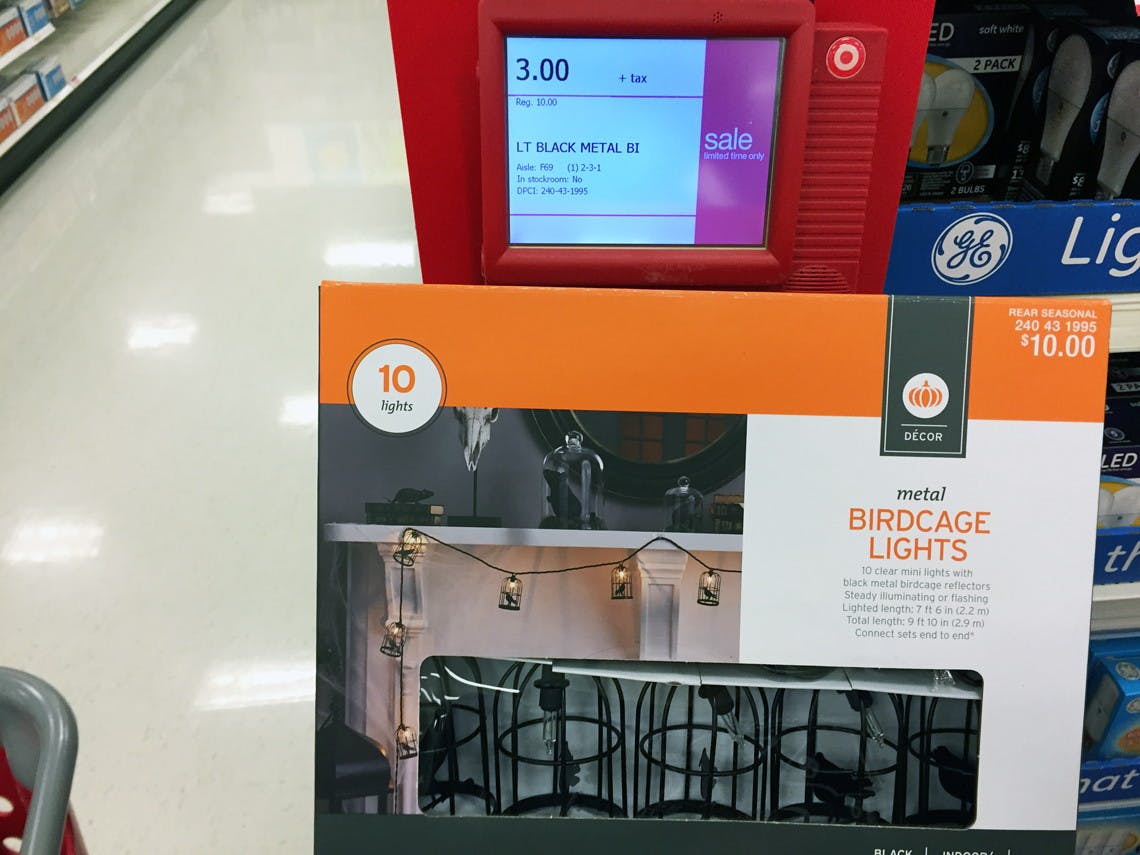 3.00 + tax
Reg. 10.00
LT BLACK METAL BI
Aisle: F69 (1) 2-3-1
In stockroom: No
DPCI: 240-43-1995
sale
limited time only
ED soft white
2 PACK
2 BULBS
GE Lig
REAR SEASONAL
240 43 1995
$10.00
10
lights
DÉCOR
metal
BIRDCAGE
LIGHTS
10 clear mini lights with
black metal birdcage reflectors
Steady illuminating or flashing
Lighted length: 7 ft 6 in (2.2 m)
Total length: 9 ft 10 in (2.9 m)
Connect sets end to end*
LED
th
nat
BLACK | INDOOR/ |